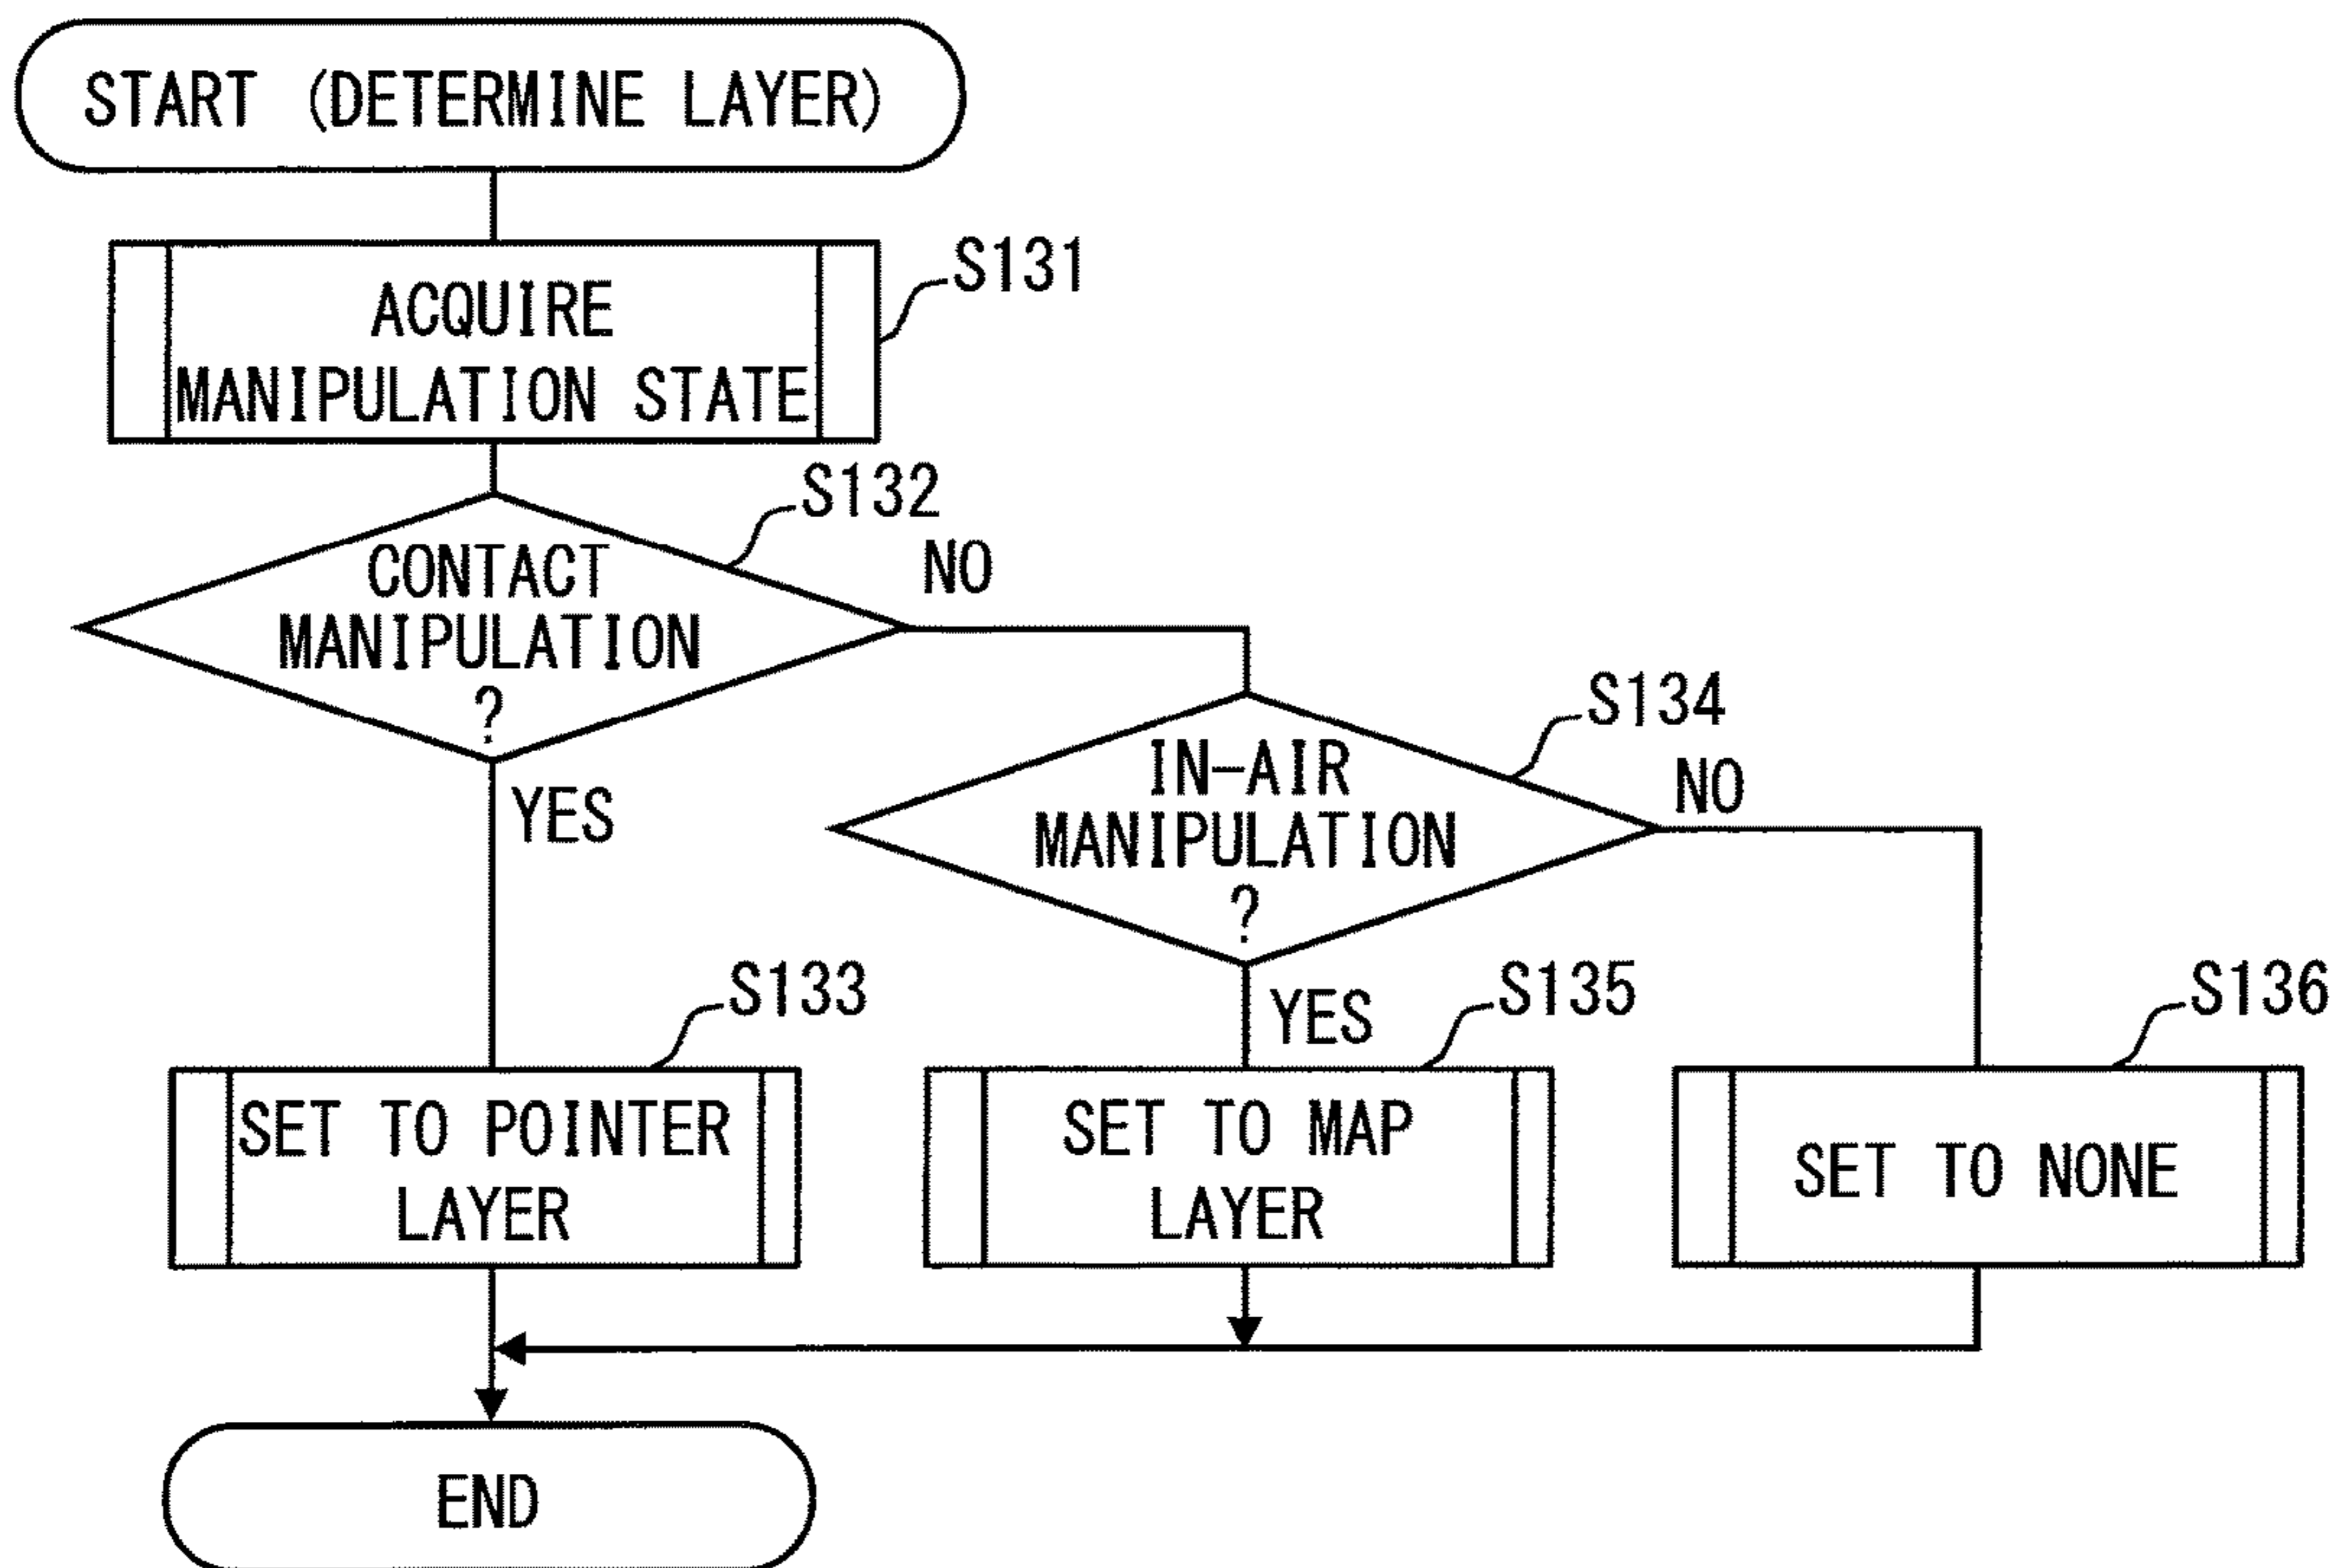 START (DETERMINE LAYER)
S131
ACQUIRE
MANIPULATION STATE
S132
CONTACT
MANIPULATION
?
NO
YES
S134
IN-AIR
MANIPULATION
?
NO
YES
S133
SET TO POINTER
LAYER
S135
SET TO MAP
LAYER
S136
SET TO NONE
END